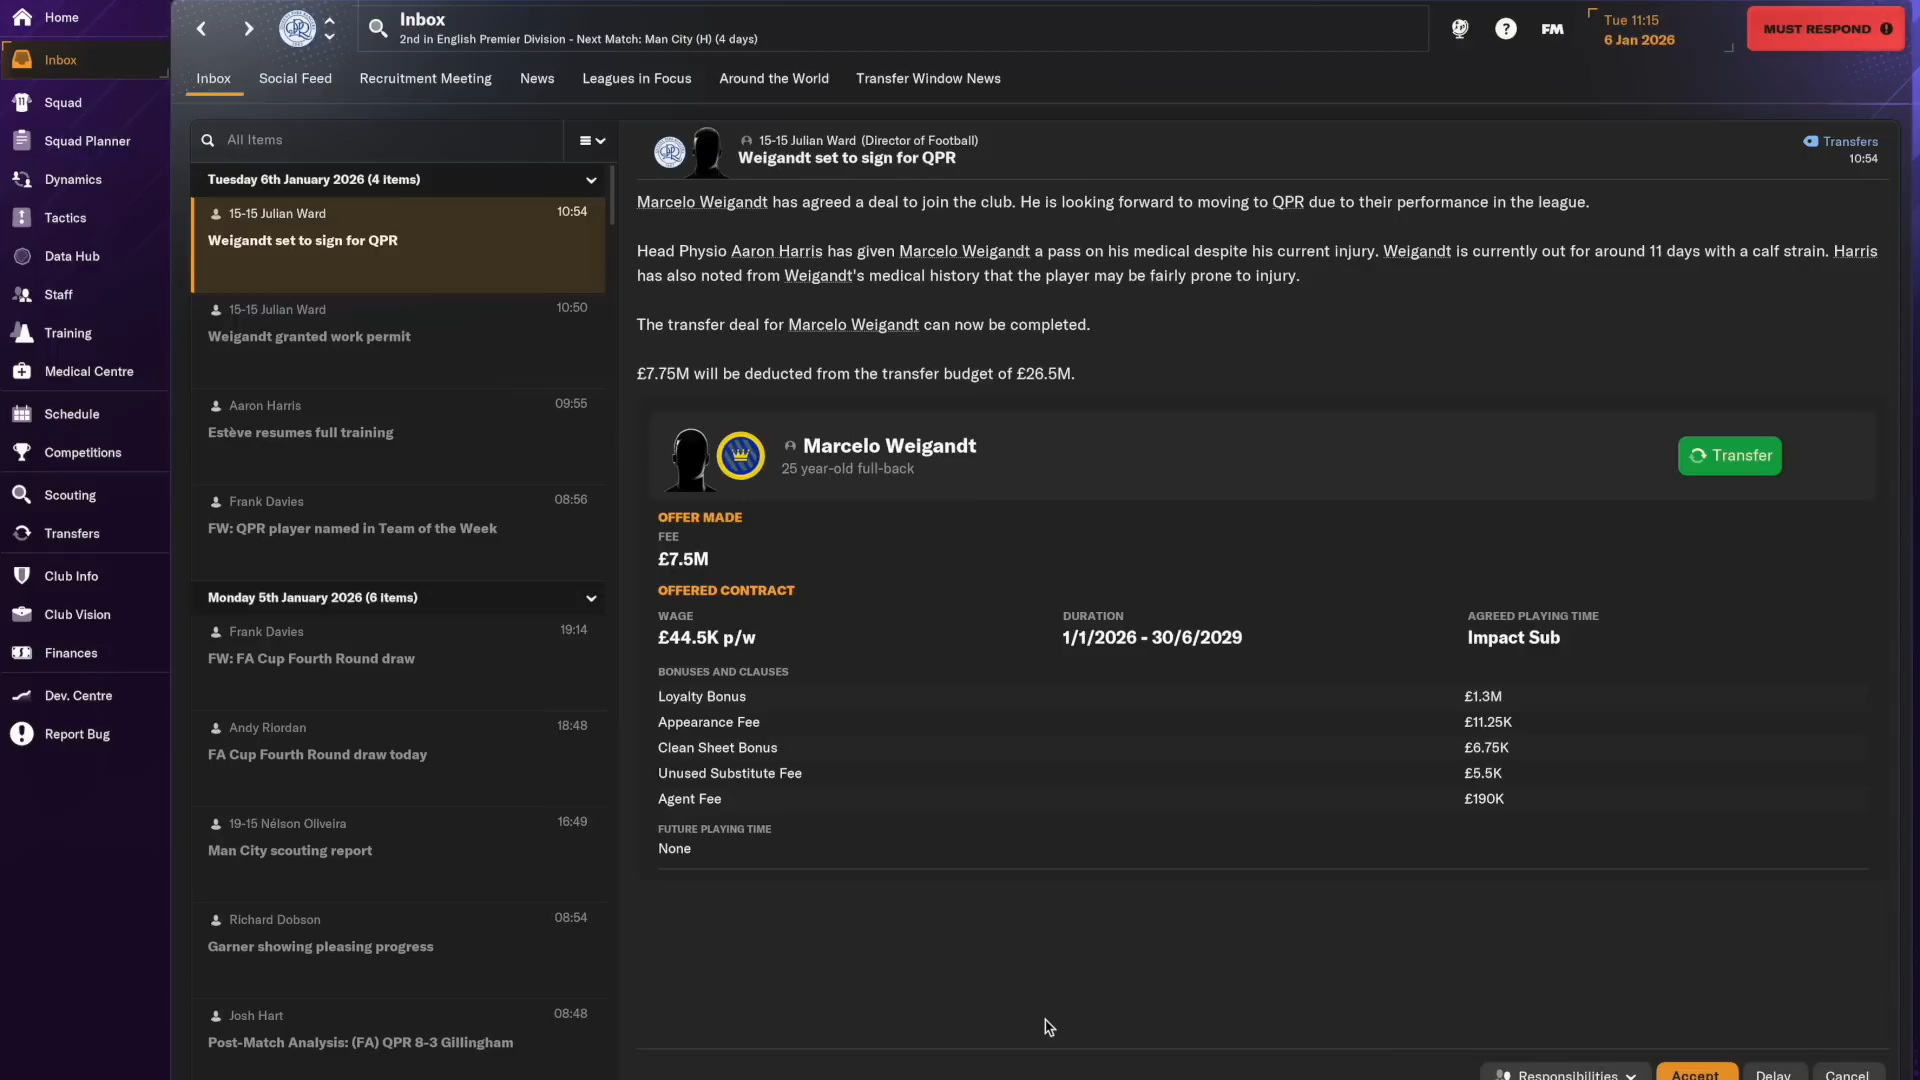 Home
Inbox
Squad
Squad Planner
Dynamics
Tactics
Data Hub
Staff
Training
Medical Centre
Schedule
Competitions
Scouting
Transfers
Club Info
Club Vision
Finances
Dev. Centre
Report Bug
Inbox
2nd in English Premier Division - Next Match: Man City (H) (4 days)
FM
Tue 11:15
6 Jan 2026
MUST RESPOND
Inbox
Social Feed
Recruitment Meeting
News
Leagues in Focus
Around the World
Transfer Window News
All Items
Tuesday 6th January 2026 (4 items)
15-15 Julian Ward 10:54
Weigandt set to sign for QPR
15-15 Julian Ward 10:50
Weigandt granted work permit
Aaron Harris 09:55
Estève resumes full training
Frank Davies 08:56
FW: QPR player named in Team of the Week
Monday 5th January 2026 (6 items)
Frank Davies 19:14
FW: FA Cup Fourth Round draw
Andy Riordan 18:48
FA Cup Fourth Round draw today
19-15 Nélson Oliveira 16:49
Man City scouting report
Richard Dobson 08:54
Garner showing pleasing progress
Josh Hart 08:48
Post-Match Analysis: (FA) QPR 8-3 Gillingham
15-15 Julian Ward (Director of Football)
Weigandt set to sign for QPR
Transfers
10:54
Marcelo Weigandt has agreed a deal to join the club. He is looking forward to moving to QPR due to their performance in the league.
Head Physio Aaron Harris has given Marcelo Weigandt a pass on his medical despite his current injury. Weigandt is currently out for around 11 days with a calf strain. Harris
has also noted from Weigandt's medical history that the player may be fairly prone to injury.
The transfer deal for Marcelo Weigandt can now be completed.
£7.75M will be deducted from the transfer budget of £26.5M.
Marcelo Weigandt
25 year-old full-back
Transfer
OFFER MADE
FEE
£7.5M
OFFERED CONTRACT
WAGE DURATION AGREED PLAYING TIME
£44.5K p/w 1/1/2026 - 30/6/2029 Impact Sub
BONUSES AND CLAUSES
Loyalty Bonus £1.3M
Appearance Fee £11.25K
Clean Sheet Bonus £6.75K
Unused Substitute Fee £5.5K
Agent Fee £190K
FUTURE PLAYING TIME
None
Responsibilities Accept Delay Cancel